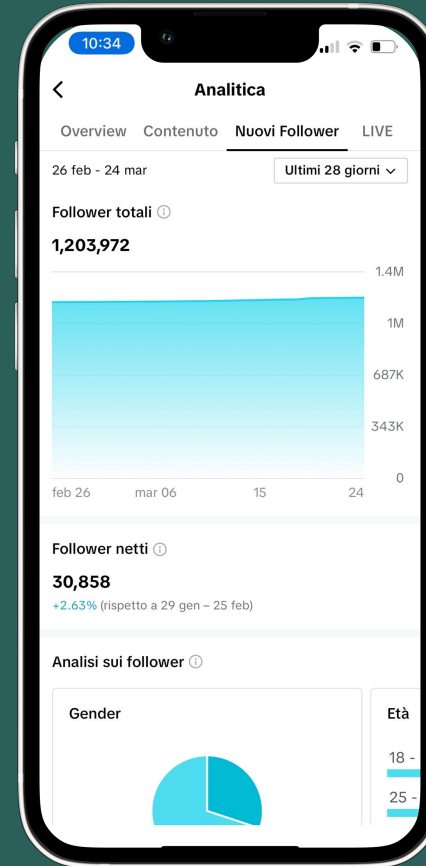 10:34
Analitica
Overview Contenuto Nuovi Follower LIVE
26 feb - 24 mar Ultimi 28 giorni
Follower totali
1,203,972
1.4M
1M
687K
343K
0
feb 26 mar 06 15 24
Follower netti
30,858
+2.63% (rispetto a 29 gen – 25 feb)
Analisi sui follower
Gender Età
18 -
25 -